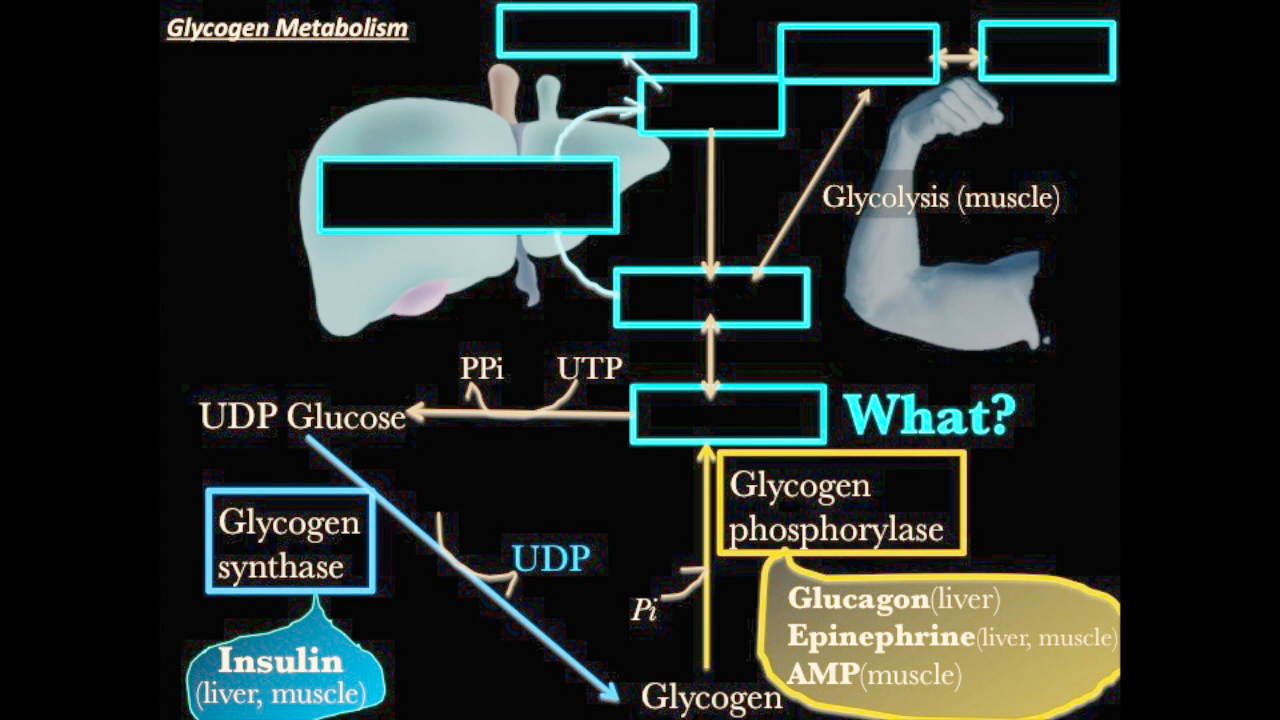 Glycogen Metabolism
Glycolysis (muscle)
PPi
UTP
UDP Glucose
What?
Glycogen
phosphorylase
Glycogen
synthase
UDP
Pi
Glucagon(liver)
Epinephrine(liver, muscle)
AMP(muscle)
Insulin
(liver, muscle)
Glycogen